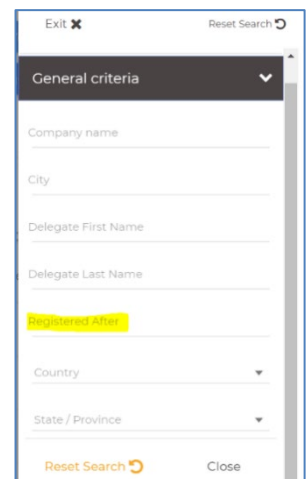 Exit ✖ Reset Search
General criteria
Company name
City
Delegate First Name
Delegate Last Name
Registered After
Country
State / Province
Reset Search Close